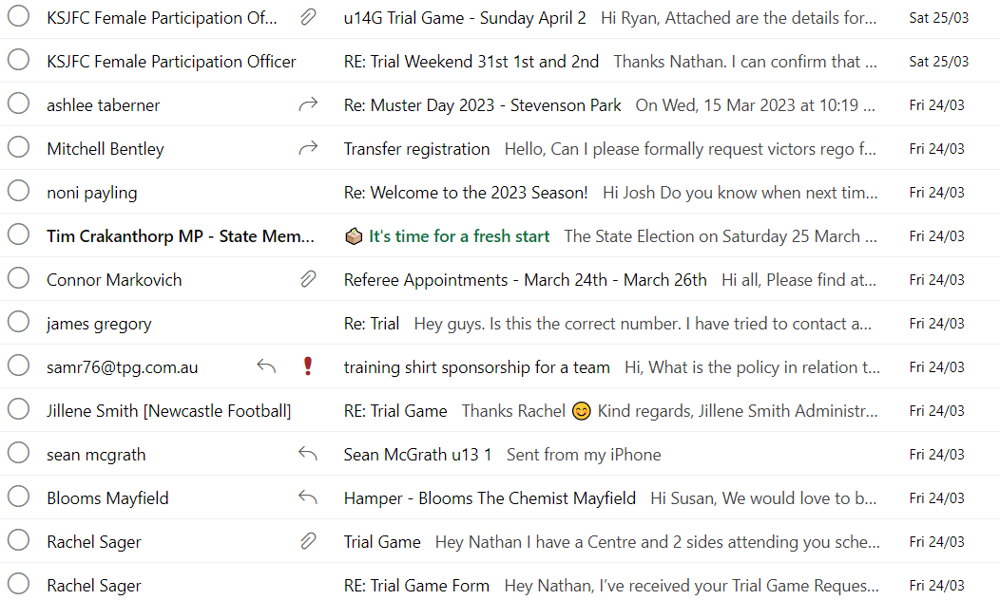 KSJFC Female Participation Of... u14G Trial Game - Sunday April 2 Hi Ryan, Attached are the details for... Sat 25/03
KSJFC Female Participation Officer RE: Trial Weekend 31st 1st and 2nd Thanks Nathan. I can confirm that ... Sat 25/03
ashlee taberner Re: Muster Day 2023 - Stevenson Park On Wed, 15 Mar 2023 at 10:19 ... Fri 24/03
Mitchell Bentley Transfer registration Hello, Can I please formally request victors rego f... Fri 24/03
noni payling Re: Welcome to the 2023 Season! Hi Josh Do you know when next tim... Fri 24/03
Tim Crakanthorp MP - State Mem... It's time for a fresh start The State Election on Saturday 25 March ... Fri 24/03
Connor Markovich Referee Appointments - March 24th - March 26th Hi all, Please find at... Fri 24/03
james gregory Re: Trial Hey guys. Is this the correct number. I have tried to contact a... Fri 24/03
samr76@tpg.com.au training shirt sponsorship for a team Hi, What is the policy in relation t... Fri 24/03
Jillene Smith [Newcastle Football] RE: Trial Game Thanks Rachel 😊 Kind regards, Jillene Smith Administr... Fri 24/03
sean mcgrath Sean McGrath u13 1 Sent from my iPhone Fri 24/03
Blooms Mayfield Hamper - Blooms The Chemist Mayfield Hi Susan, We would love to b... Fri 24/03
Rachel Sager Trial Game Hey Nathan I have a Centre and 2 sides attending you sche... Fri 24/03
Rachel Sager RE: Trial Game Form Hey Nathan, I've received your Trial Game Reques... Fri 24/03